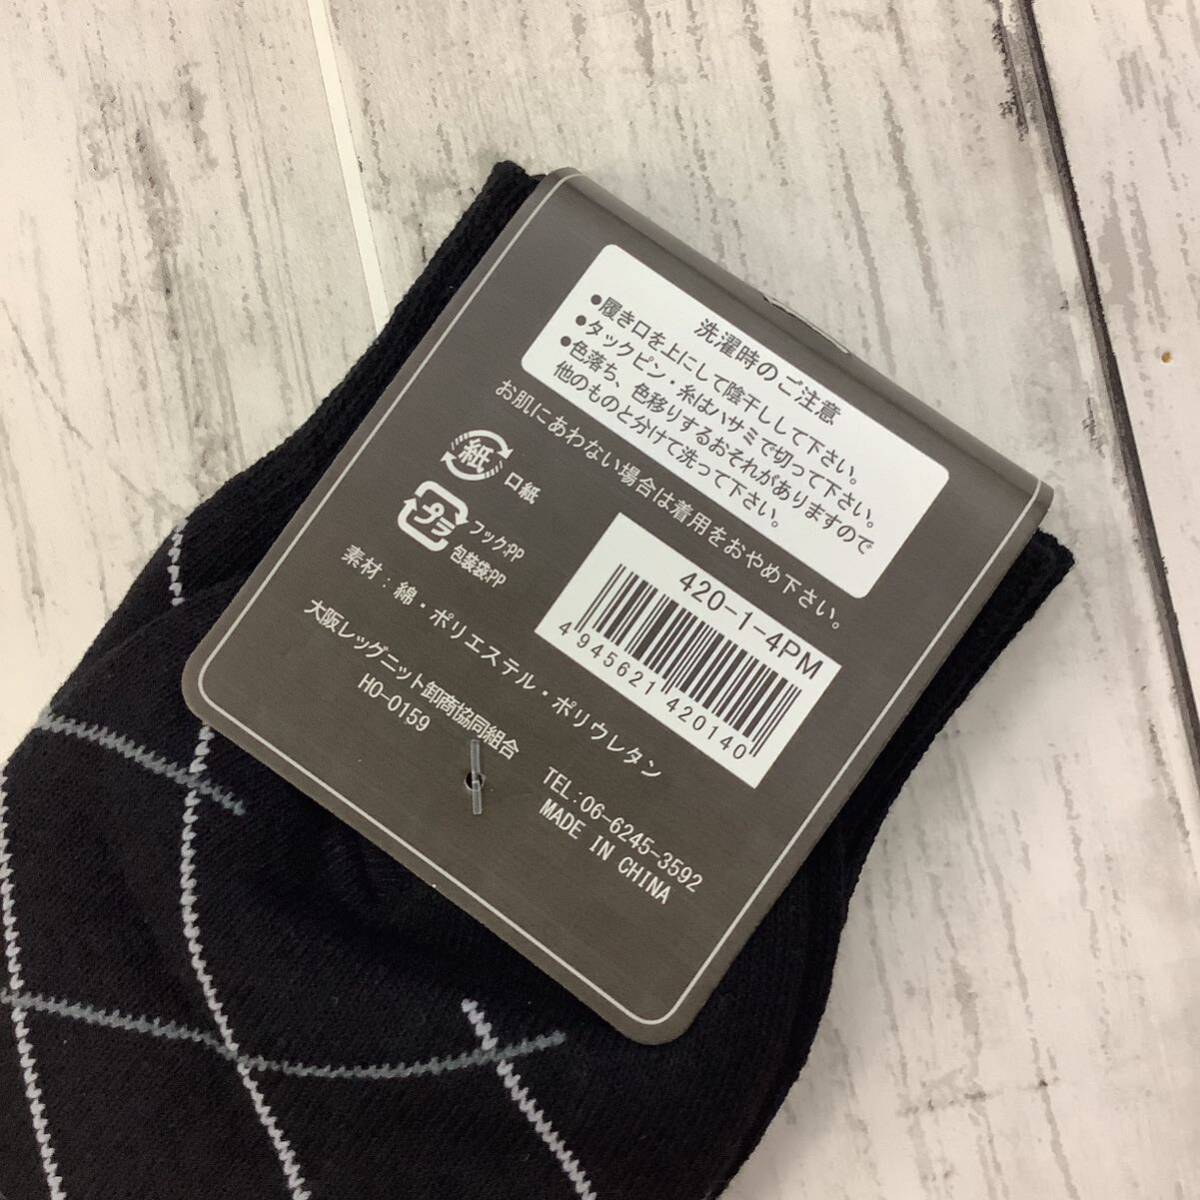 洗濯時のご注意
●履き口を上にして陰干しして下さい。
●タックピン・糸はハサミで切って下さい。
●色落ち、色移りするおそれがありますので
他のものと分けて洗って下さい。
お肌にあわない場合は着用をおやめ下さい。
紙
口紙
プラ
フック:PP
包装袋:PP
420-1-4PM
4 945621 420140
素材：綿・ポリエステル・ポリウレタン
大阪レッグニット卸商協同組合
HO-0159
TEL:06-6245-3592
MADE IN CHINA